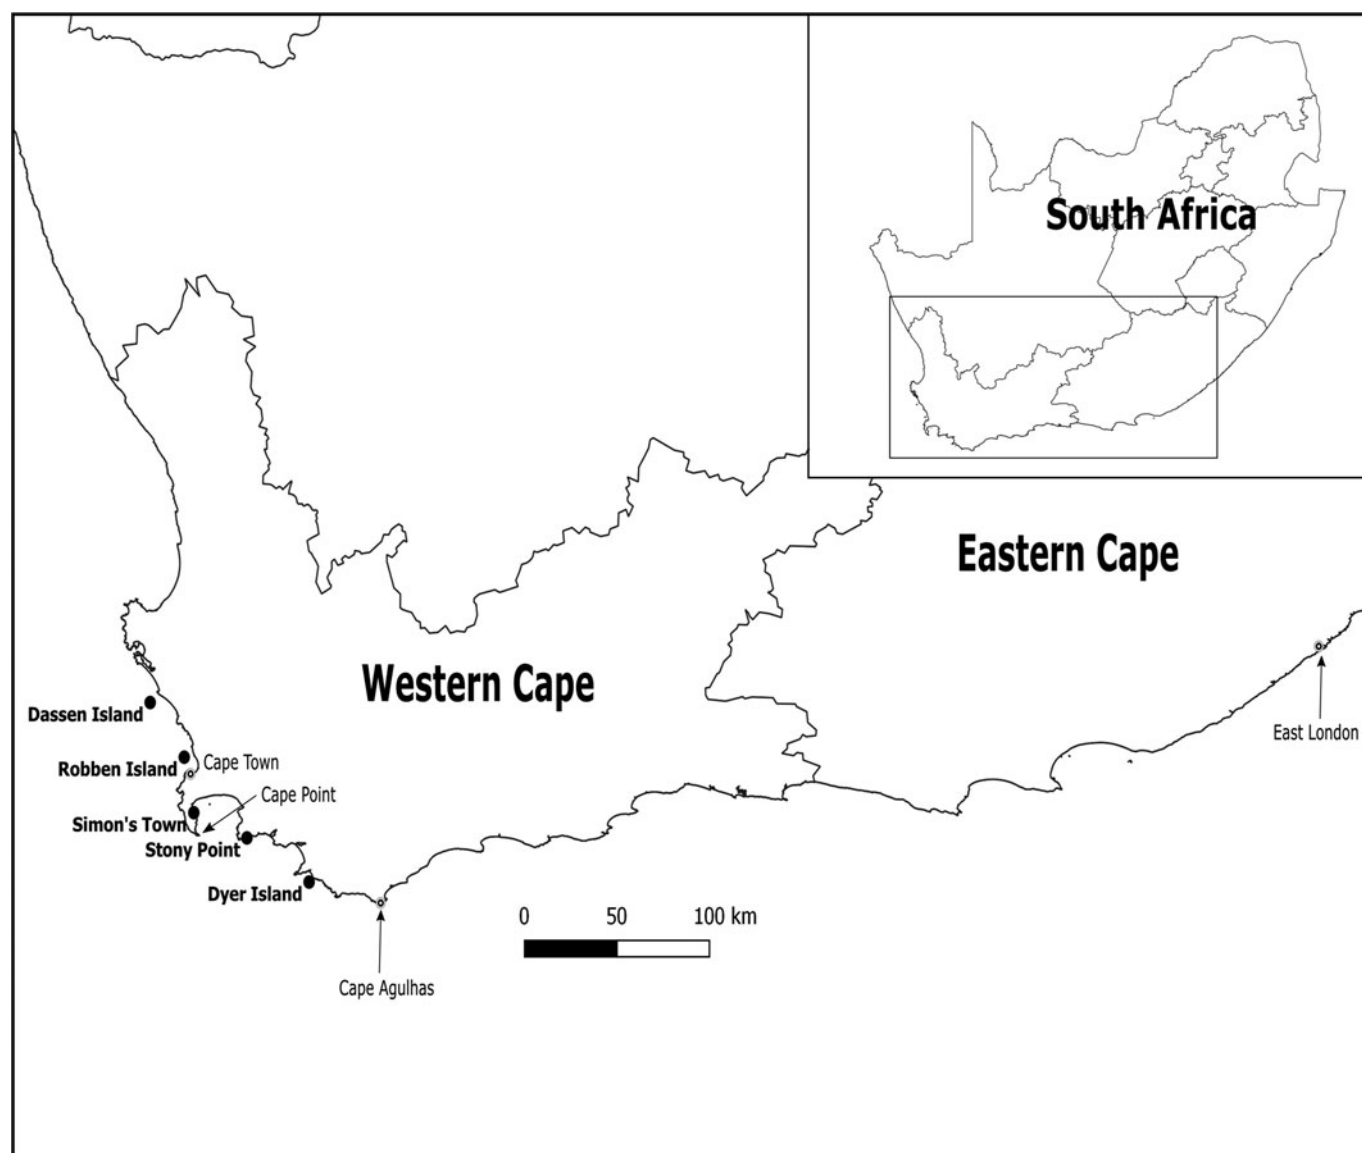 South Africa
Eastern Cape
Western Cape
Dassen Island
East London
Robben Island
Cape Town
Cape Point
Simon's Town
Stony Point
Dyer Island
0 50 100 km
Cape Agulhas